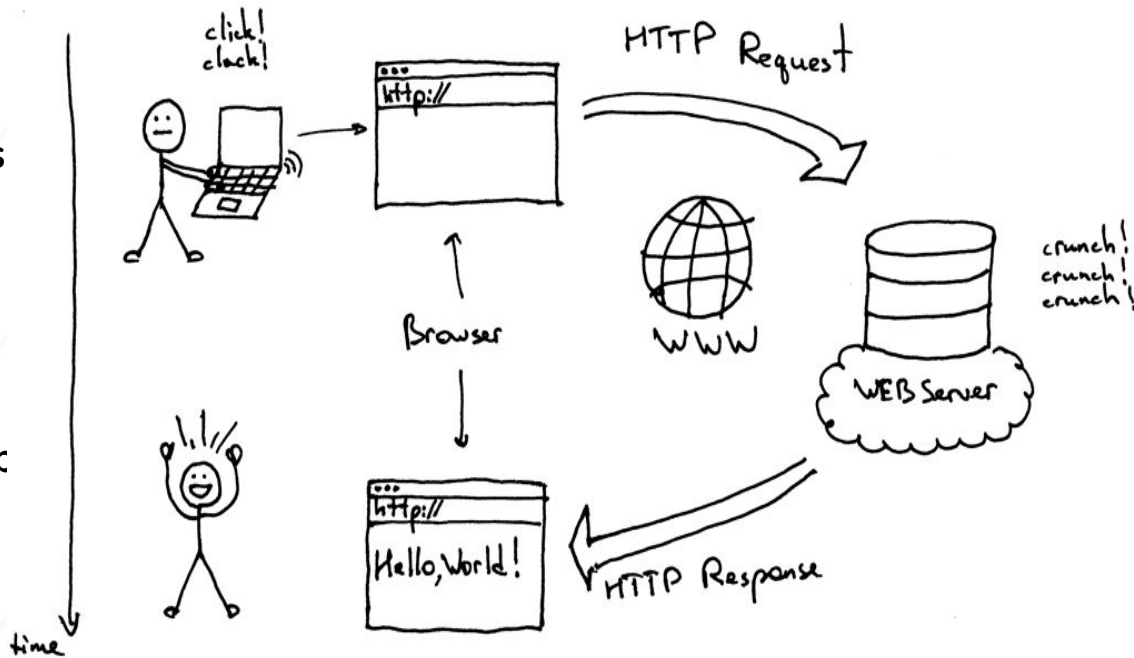 click!
clack!
HTTP Request
http://
crunch!
crunch!
crunch!
Browser
WWW
WEB Server
http://
Hello, World!
HTTP Response
time